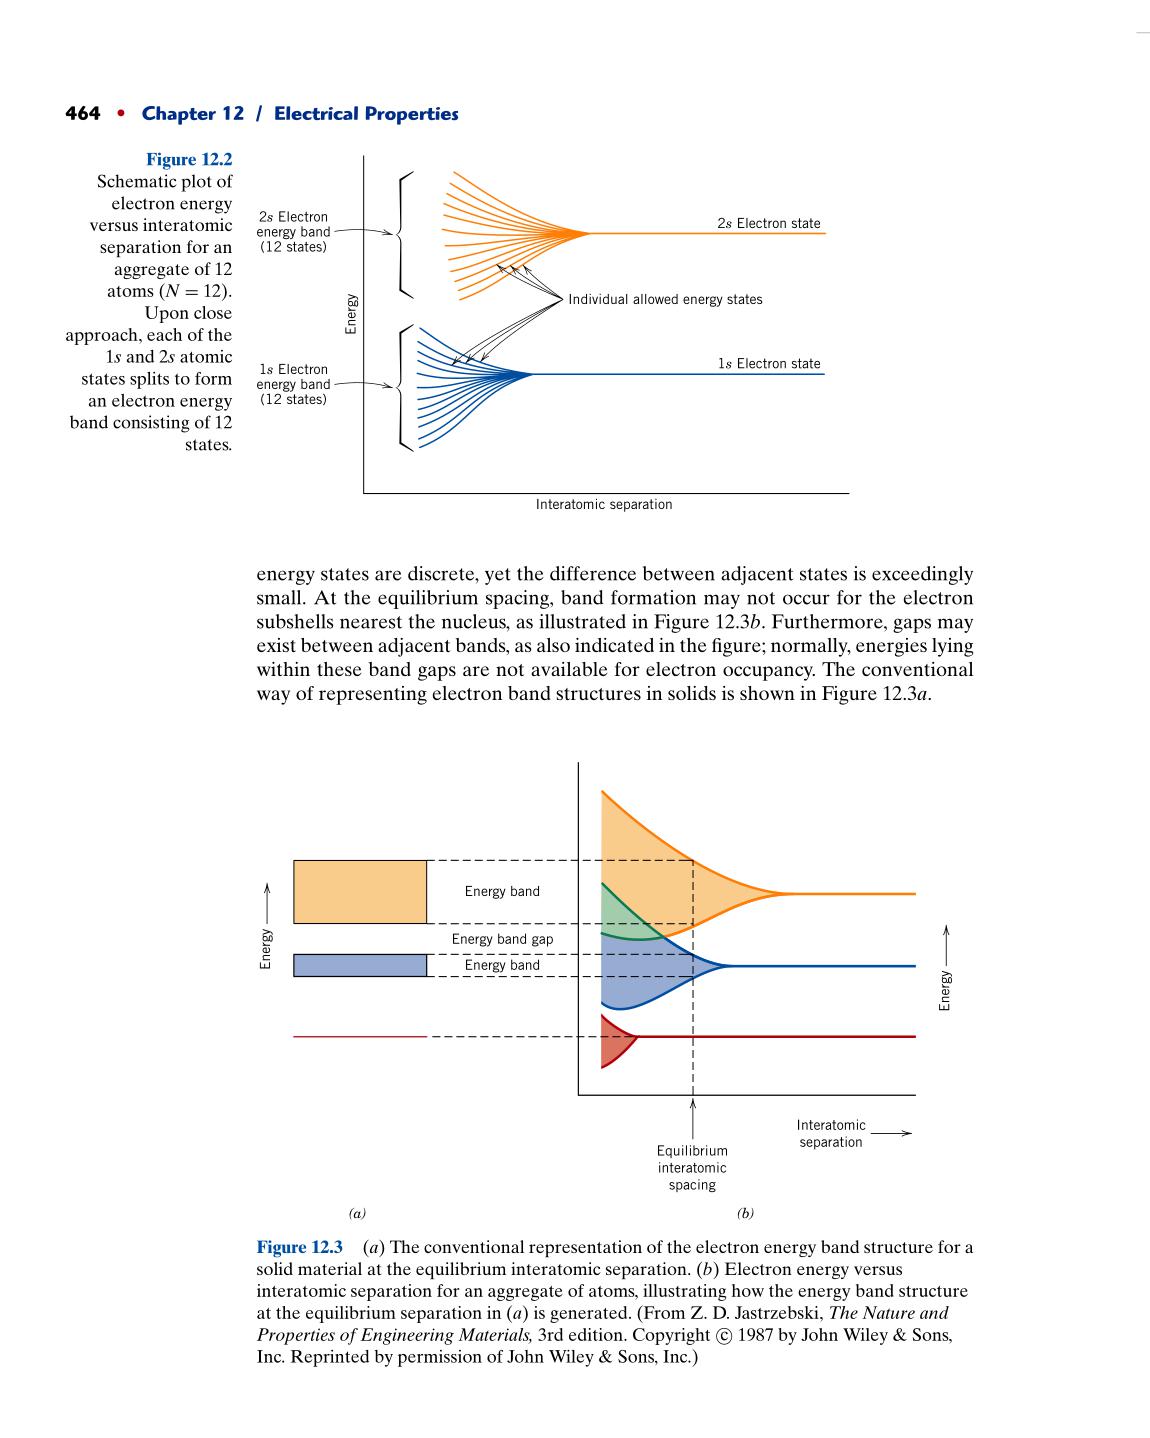 464 • Chapter 12 / Electrical Properties
Figure 12.2
Schematic plot of
electron energy
versus interatomic
separation for an
aggregate of 12
atoms (N = 12).
Upon close
approach, each of the
1s and 2s atomic
states splits to form
an electron energy
band consisting of 12
states.
2s Electron
energy band
(12 states)
2s Electron state
Individual allowed energy states
Energy
1s Electron
energy band
(12 states)
1s Electron state
Interatomic separation
energy states are discrete, yet the difference between adjacent states is exceedingly
small. At the equilibrium spacing, band formation may not occur for the electron
subshells nearest the nucleus, as illustrated in Figure 12.3b. Furthermore, gaps may
exist between adjacent bands, as also indicated in the figure; normally, energies lying
within these band gaps are not available for electron occupancy. The conventional
way of representing electron band structures in solids is shown in Figure 12.3a.
Energy band
Energy band gap
Energy band
Energy
Energy
Interatomic
separation
Equilibrium
interatomic
spacing
(a)
(b)
Figure 12.3 (a) The conventional representation of the electron energy band structure for a
solid material at the equilibrium interatomic separation. (b) Electron energy versus
interatomic separation for an aggregate of atoms, illustrating how the energy band structure
at the equilibrium separation in (a) is generated. (From Z. D. Jastrzebski, The Nature and
Properties of Engineering Materials, 3rd edition. Copyright © 1987 by John Wiley & Sons,
Inc. Reprinted by permission of John Wiley & Sons, Inc.)